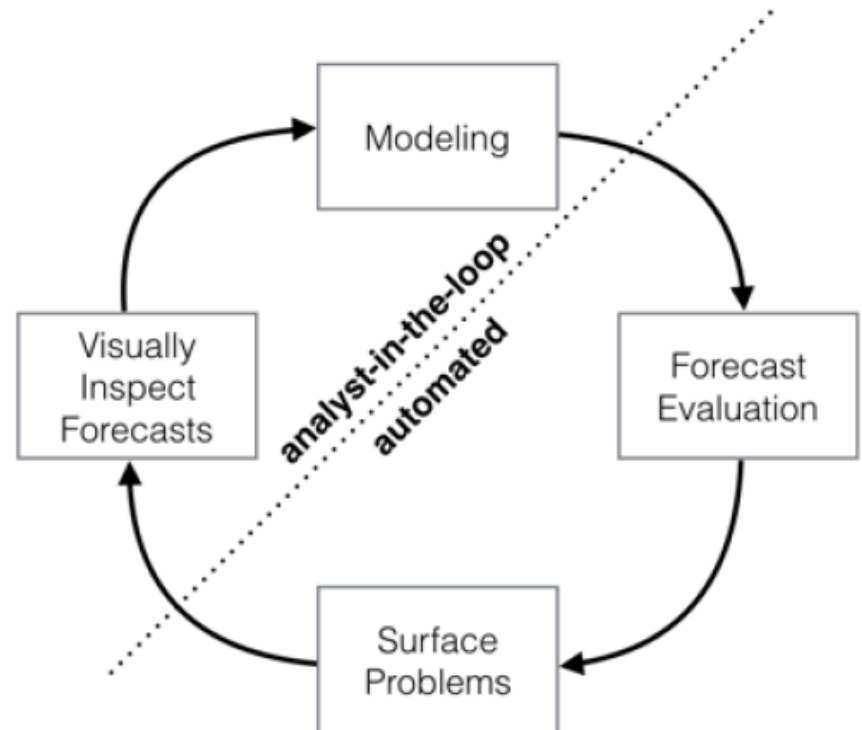 Modeling
analyst-in-the-loop
automated
Visually
Inspect
Forecasts
Forecast
Evaluation
Surface
Problems